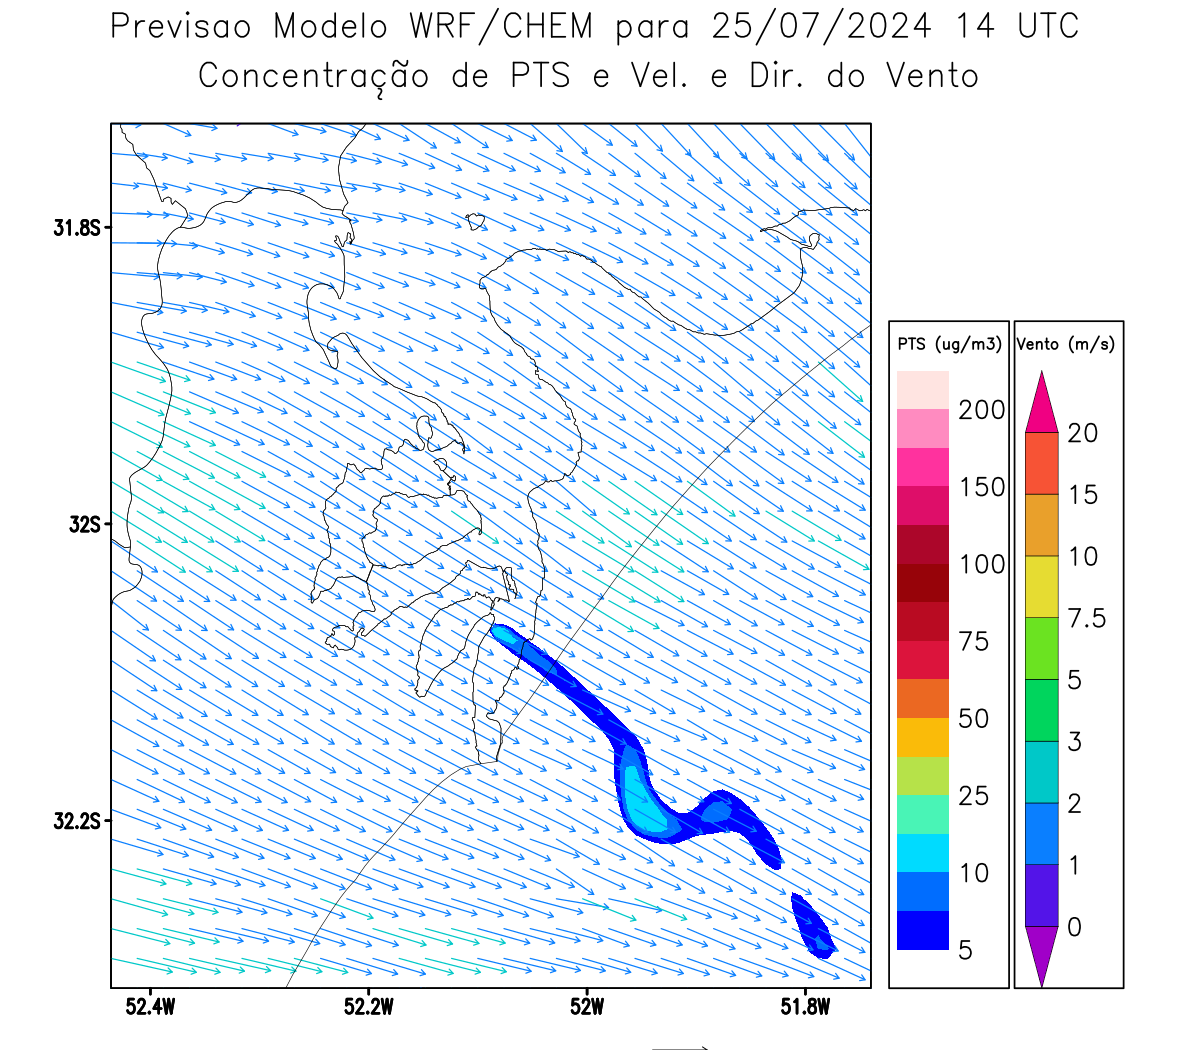 Previsao Modelo WRF/CHEM para 25/07/2024 14 UTC
Concentração de PTS e Vel. e Dir. do Vento
31.8S
32S
32.2S
52.4W 52.2W 52W 51.8W
PTS (ug/m3)
200
150
100
75
50
25
10
5
Vento (m/s)
20
15
10
7.5
5
3
2
1
0